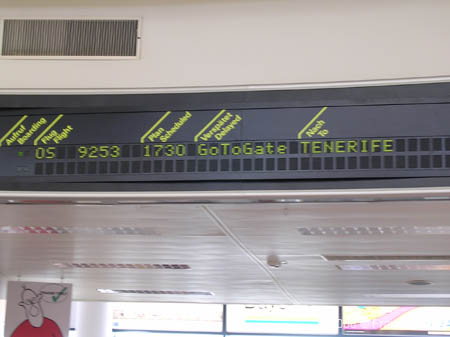 Aufruf Boarding
Flug Flight
Plan Scheduled
Verspätet Delayed
Nach To
OS 9253 1730 GoToGate TENERIFE